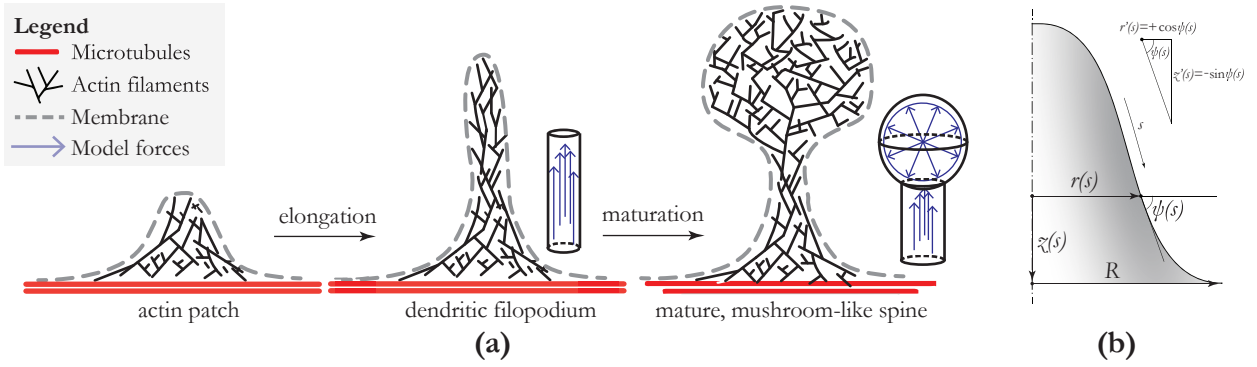 Legend
Microtubules
Actin filaments
Membrane
Model forces
elongation
maturation
actin patch
dendritic filopodium
mature, mushroom-like spine
(a)
r'(s)=+cosψ(s)
ψ(s)
z'(s)=-sinψ(s)
s
r(s)
ψ(s)
z(s)
R
(b)